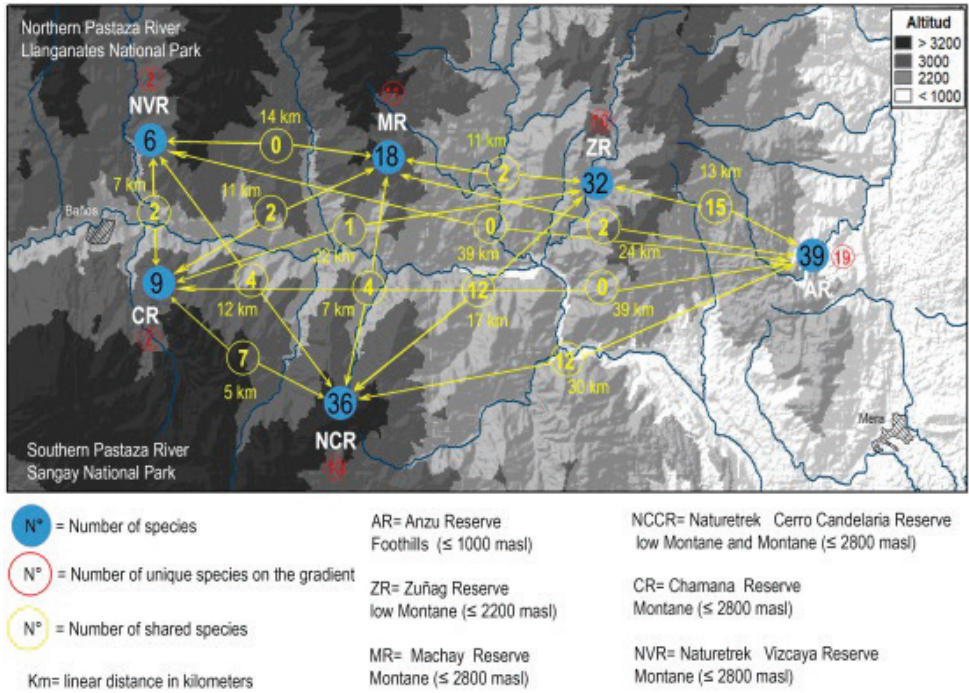 Northern Pastaza River
Llanganates National Park
Altitud
> 3200
3000
2200
< 1000
2
NVR
6
14 km
0
MR
18
11 km
2
ZR
32
13 km
15
7 km
2
11 km
2
1
0
2
Baños
39 km
24 km
39
19
AR
9
CR
4
12 km
7 km
4
12
17 km
0
39 km
7
5 km
12
30 km
36
NCR
Mera
Southern Pastaza River
Sangay National Park
N° = Number of species
N° = Number of unique species on the gradient
N° = Number of shared species
Km= linear distance in kilometers
AR= Anzu Reserve
Foothills (≤ 1000 masl)
ZR= Zuñag Reserve
low Montane (≤ 2200 masl)
MR= Machay Reserve
Montane (≤ 2800 masl)
NCCR= Naturetrek Cerro Candelaria Reserve
low Montane and Montane (≤ 2800 masl)
CR= Chamana Reserve
Montane (≤ 2800 masl)
NVR= Naturetrek Vizcaya Reserve
Montane (≤ 2800 masl)